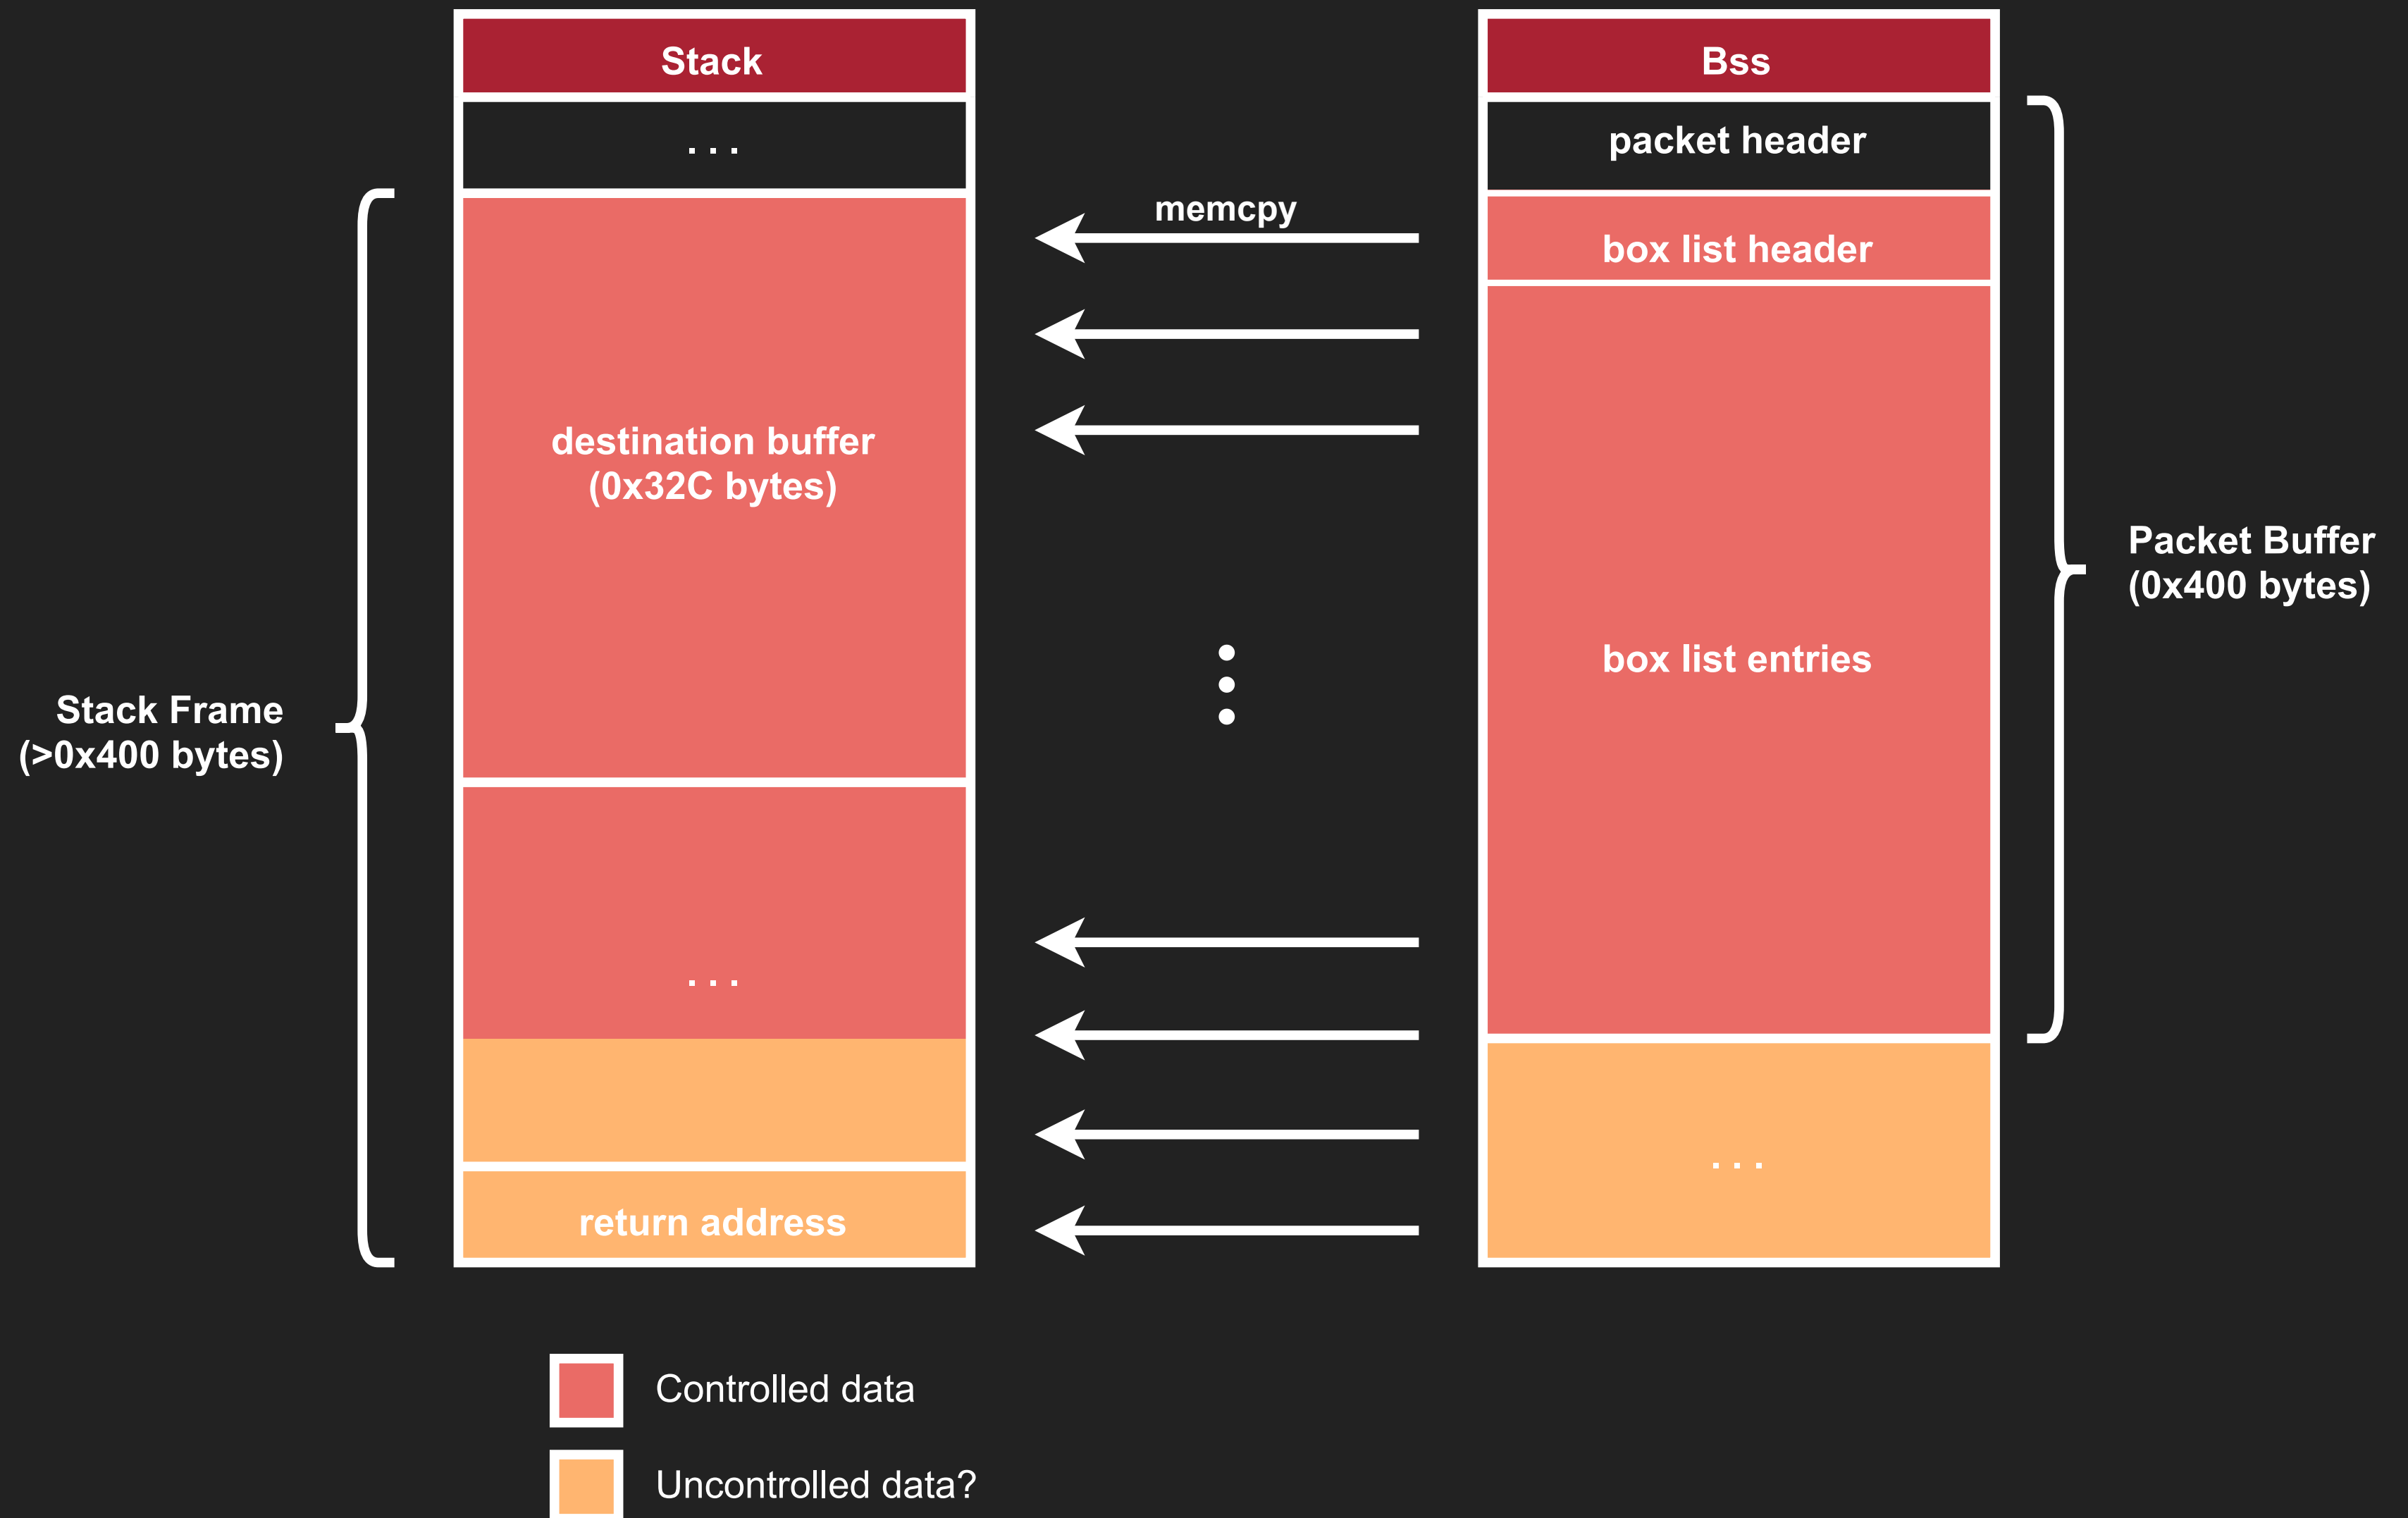 Stack
Bss
...
packet header
memcpy
box list header
destination buffer
(0x32C bytes)
Packet Buffer
(0x400 bytes)
box list entries
Stack Frame
(>0x400 bytes)
...
...
return address
Controlled data
Uncontrolled data?